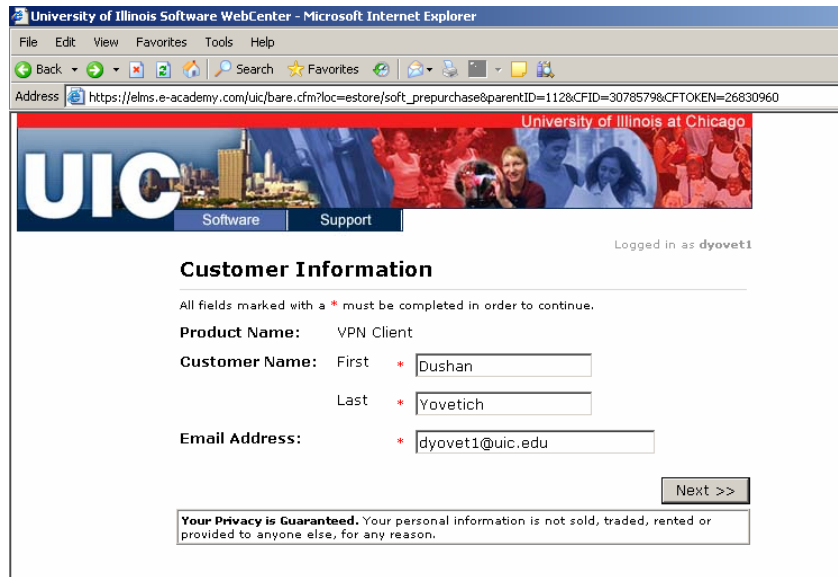 University of Illinois Software WebCenter - Microsoft Internet Explorer
File Edit View Favorites Tools Help
Back Search Favorites
Address https://elms.e-academy.com/uic/bare.cfm?loc=estore/soft_prepurchase&parentID=112&CFID=3078579&CFTOKEN=26830960
University of Illinois at Chicago
UIC
Software Support
Logged in as dyovet1
Customer Information
All fields marked with a * must be completed in order to continue.
Product Name: VPN Client
Customer Name: First * Dushan
Last * Yovetich
Email Address: * dyovet1@uic.edu
Next >>
Your Privacy is Guaranteed. Your personal information is not sold, traded, rented or
provided to anyone else, for any reason.